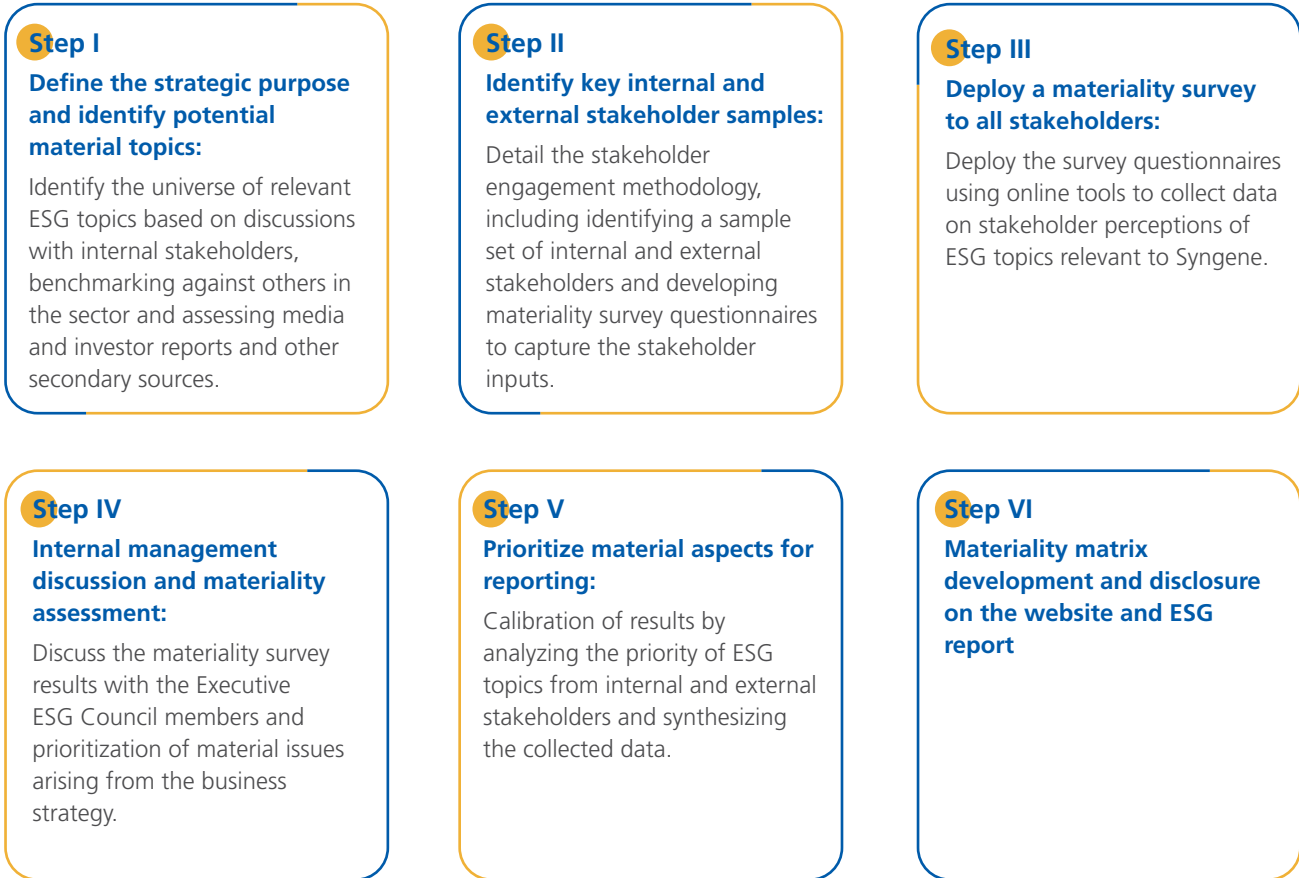 Step I
Define the strategic purpose
and identify potential
material topics:
Identify the universe of relevant
ESG topics based on discussions
with internal stakeholders,
benchmarking against others in
the sector and assessing media
and investor reports and other
secondary sources.
Step II
Identify key internal and
external stakeholder samples:
Detail the stakeholder
engagement methodology,
including identifying a sample
set of internal and external
stakeholders and developing
materiality survey questionnaires
to capture the stakeholder
inputs.
Step III
Deploy a materiality survey
to all stakeholders:
Deploy the survey questionnaires
using online tools to collect data
on stakeholder perceptions of
ESG topics relevant to Syngene.
Step IV
Internal management
discussion and materiality
assessment:
Discuss the materiality survey
results with the Executive
ESG Council members and
prioritization of material issues
arising from the business
strategy.
Step V
Prioritize material aspects for
reporting:
Calibration of results by
analyzing the priority of ESG
topics from internal and external
stakeholders and synthesizing
the collected data.
Step VI
Materiality matrix
development and disclosure
on the website and ESG
report